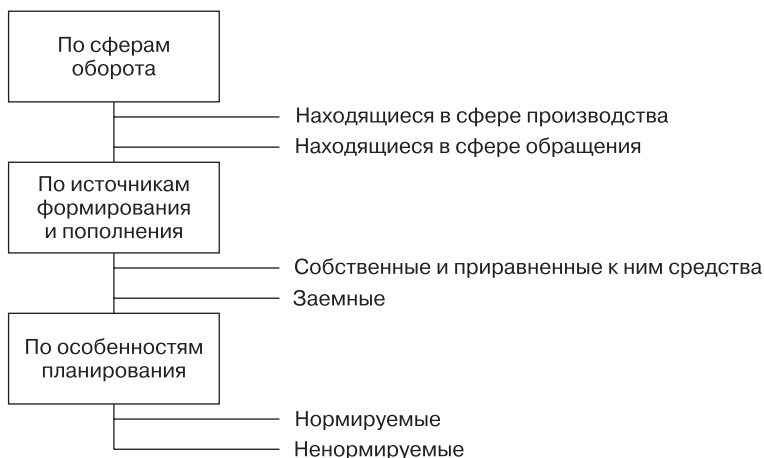 По сферам
оборота
Находящиеся в сфере производства
Находящиеся в сфере обращения
По источникам
формирования
и пополнения
Собственные и приравненные к ним средства
Заемные
По особенностям
планирования
Нормируемые
Ненормируемые